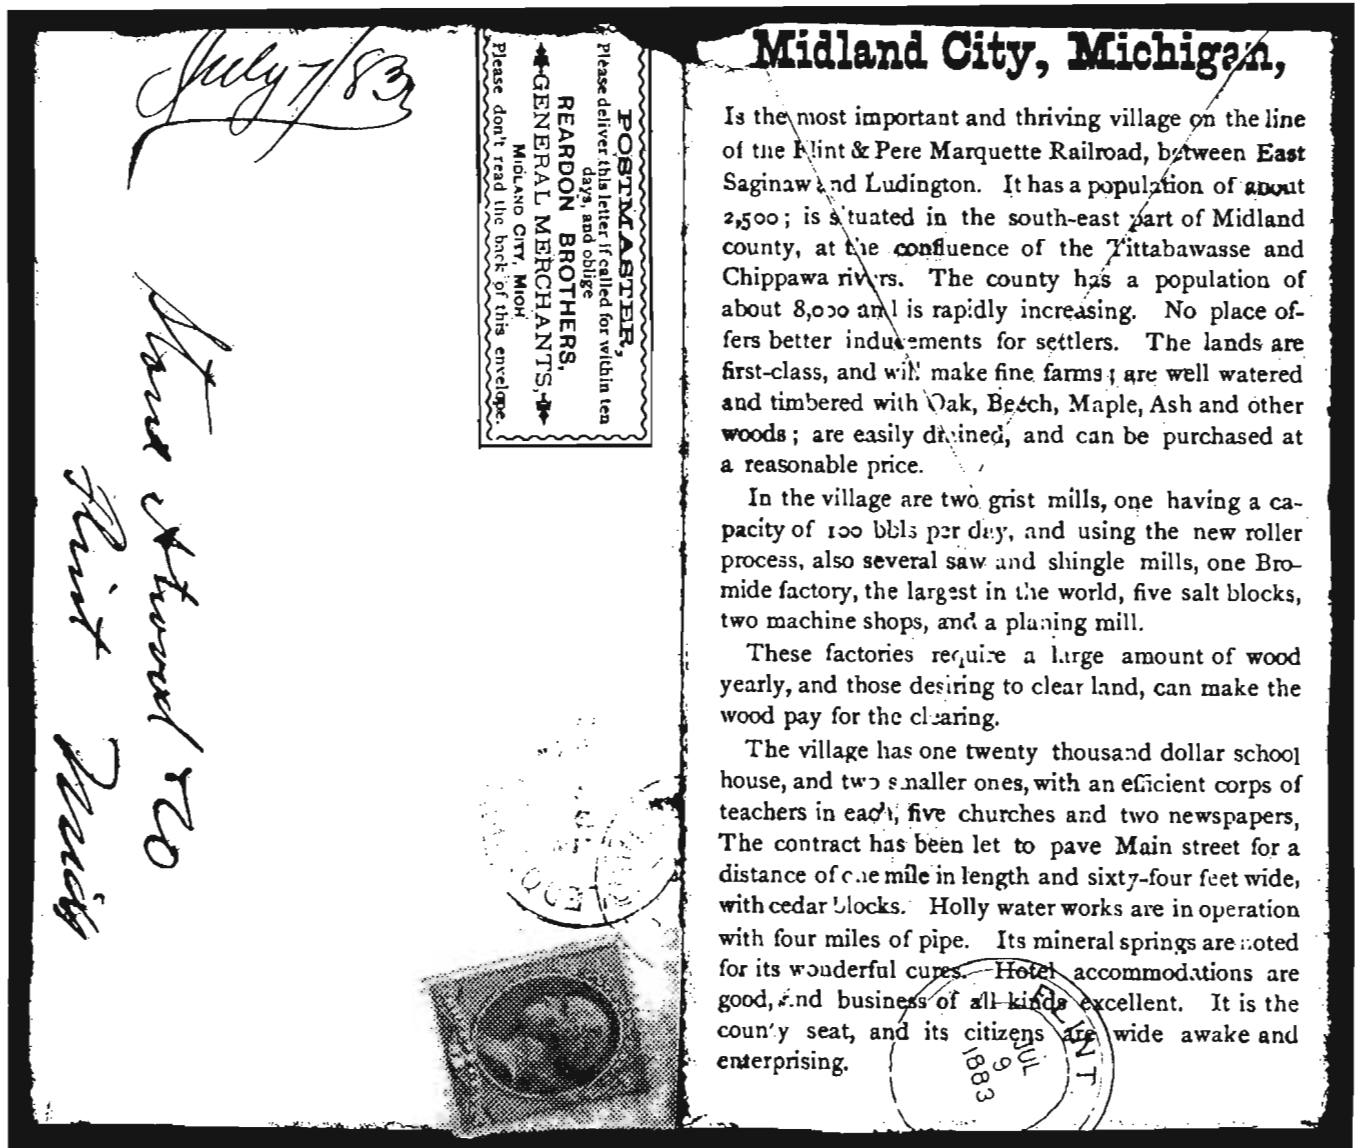 July 7/83
POSTMASTER,
Please deliver this letter if called for within ten
days, and oblige
REARDON BROTHERS,
GENERAL MERCHANTS,
MIDLAND CITY, MICH
Please don't read the back of this envelope.
Flint
Mich
Midland City, Michigan,
Is the most important and thriving village on the line
of the Flint & Pere Marquette Railroad, between East
Saginaw and Ludington. It has a population of about
2,500; is situated in the south-east part of Midland
county, at the confluence of the Tittabawasse and
Chippawa rivers. The county has a population of
about 8,000 and is rapidly increasing. No place of-
fers better inducements for settlers. The lands are
first-class, and will make fine farms; are well watered
and timbered with Oak, Beech, Maple, Ash and other
woods; are easily drained, and can be purchased at
a reasonable price.
In the village are two grist mills, one having a ca-
pacity of 100 bbls per day, and using the new roller
process, also several saw and shingle mills, one Bro-
mide factory, the largest in the world, five salt blocks,
two machine shops, and a planing mill.
These factories require a large amount of wood
yearly, and those desiring to clear land, can make the
wood pay for the clearing.
The village has one twenty thousand dollar school
house, and two smaller ones, with an efficient corps of
teachers in each, five churches and two newspapers,
The contract has been let to pave Main street for a
distance of one mile in length and sixty-four feet wide,
with cedar blocks. Holly water works are in operation
with four miles of pipe. Its mineral springs are noted
for its wonderful cures. Hotel accommodations are
good, and business of all kinds excellent. It is the
county seat, and its citizens are wide awake and
enterprising.
FLINT
JUL
9
1883